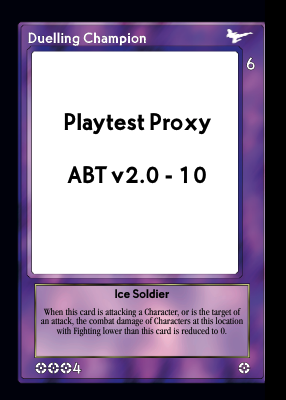 Duelling Champion
6
Playtest Proxy
ABT v2.0 - 10
Ice Soldier
When this card is attacking a Character, or is the target of
an attack, the combat damage of Characters at this location
with Fighting lower than this card is reduced to 0.
4